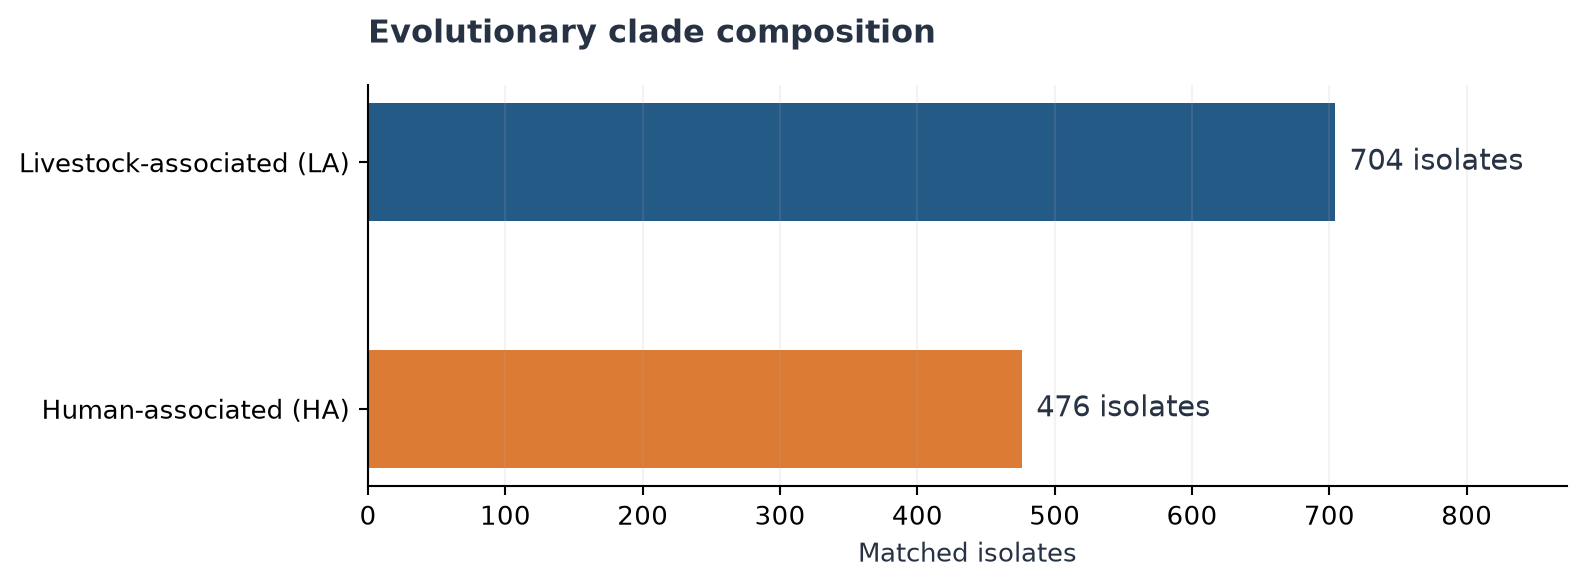 Evolutionary clade composition
Livestock-associated (LA)
704 isolates
Human-associated (HA)
476 isolates
0 100 200 300 400 500 600 700 800
Matched isolates